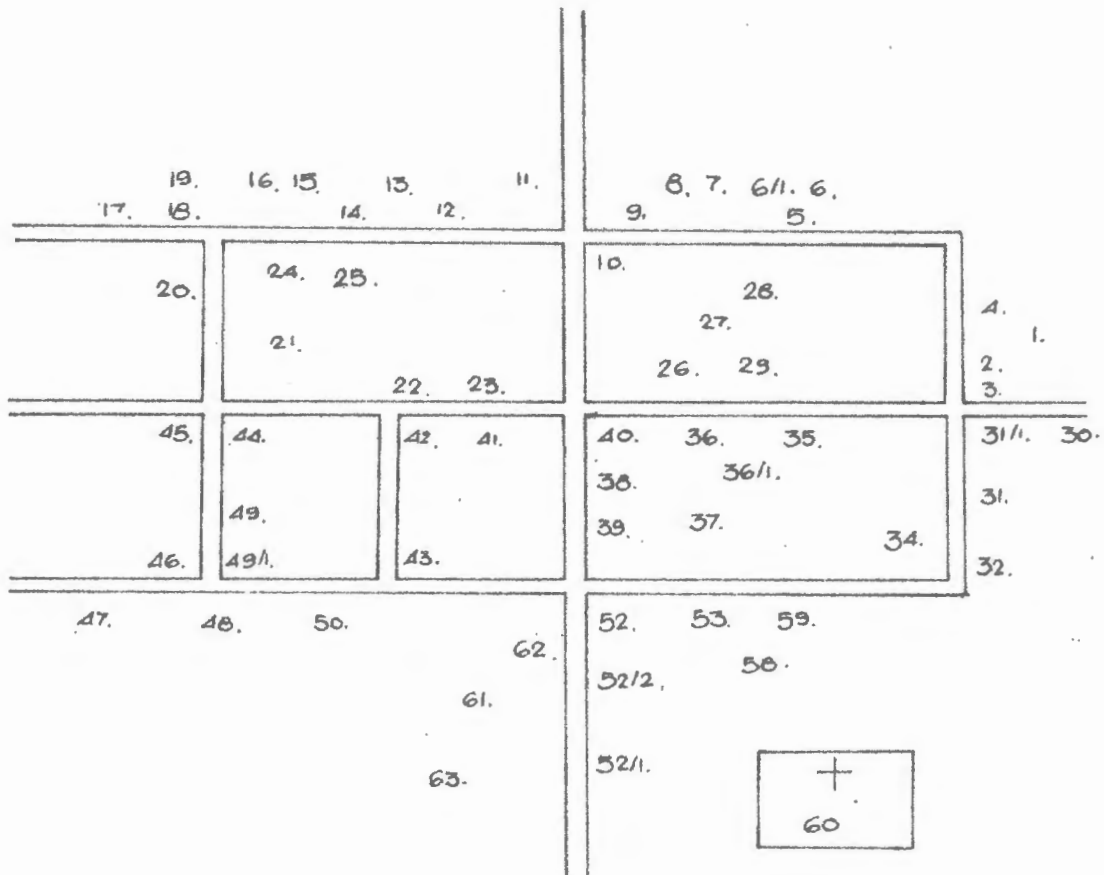 19. 16. 15. 13. 11. 8. 7. 6/1. 6.
17. 18. 14. 12. 9. 5.
10.
24. 25.
20. 28.
4.
27. 1.
21.
26. 29. 2.
22. 23. 3.
45. 44. 42. 41. 40. 36. 35. 31/1. 30.
36/1.
38.
31.
49. 39. 37.
34.
46. 49/1. 43. 32.
47. 48. 50. 52. 53. 59.
62. 58.
52/2.
61.
52/1.
63.
60